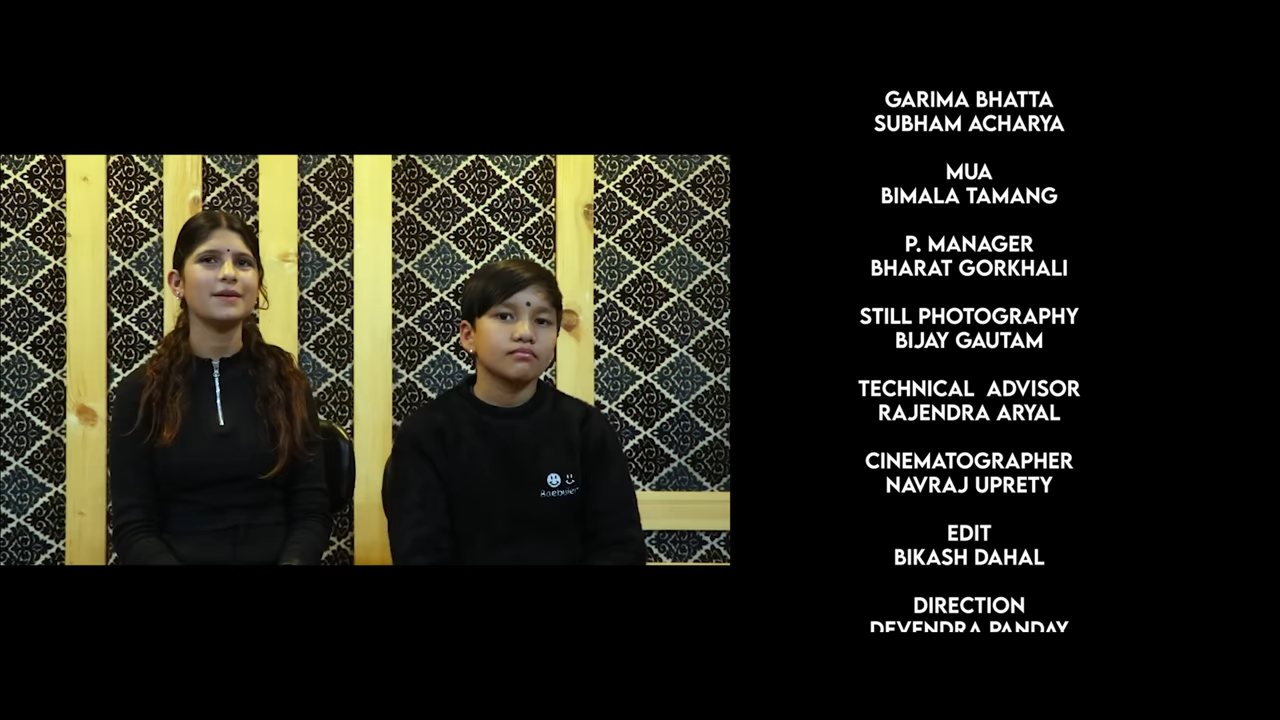 GARIMA BHATTA
SUBHAM ACHARYA
MUA
BIMALA TAMANG
P. MANAGER
BHARAT GORKHALI
STILL PHOTOGRAPHY
BIJAY GAUTAM
TECHNICAL ADVISOR
RAJENDRA ARYAL
CINEMATOGRAPHER
NAVRAJ UPRETY
EDIT
BIKASH DAHAL
DIRECTION
DEVENDRA PANDAY